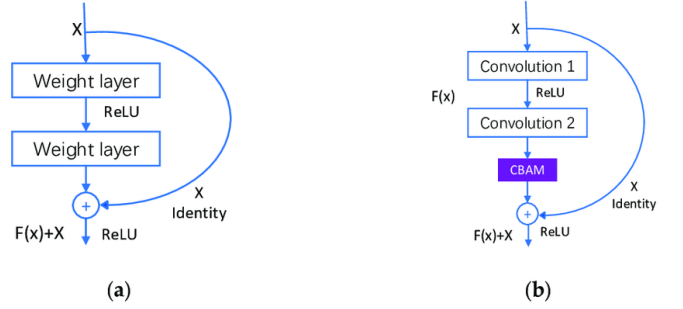 X
Weight layer
ReLU
Weight layer
X
Identity
+
F(x)+X
ReLU
(a)
X
Convolution 1
F(x)
ReLU
Convolution 2
CBAM
X
Identity
+
F(x)+X
ReLU
(b)